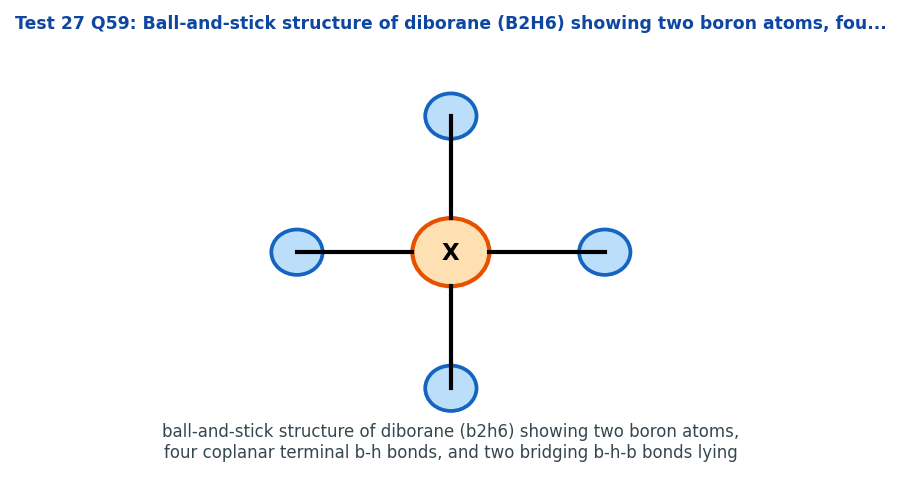 Test 27 Q59: Ball-and-stick structure of diborane (B2H6) showing two boron atoms, fou...
X
ball-and-stick structure of diborane (b2h6) showing two boron atoms,
four coplanar terminal b-h bonds, and two bridging b-h-b bonds lying